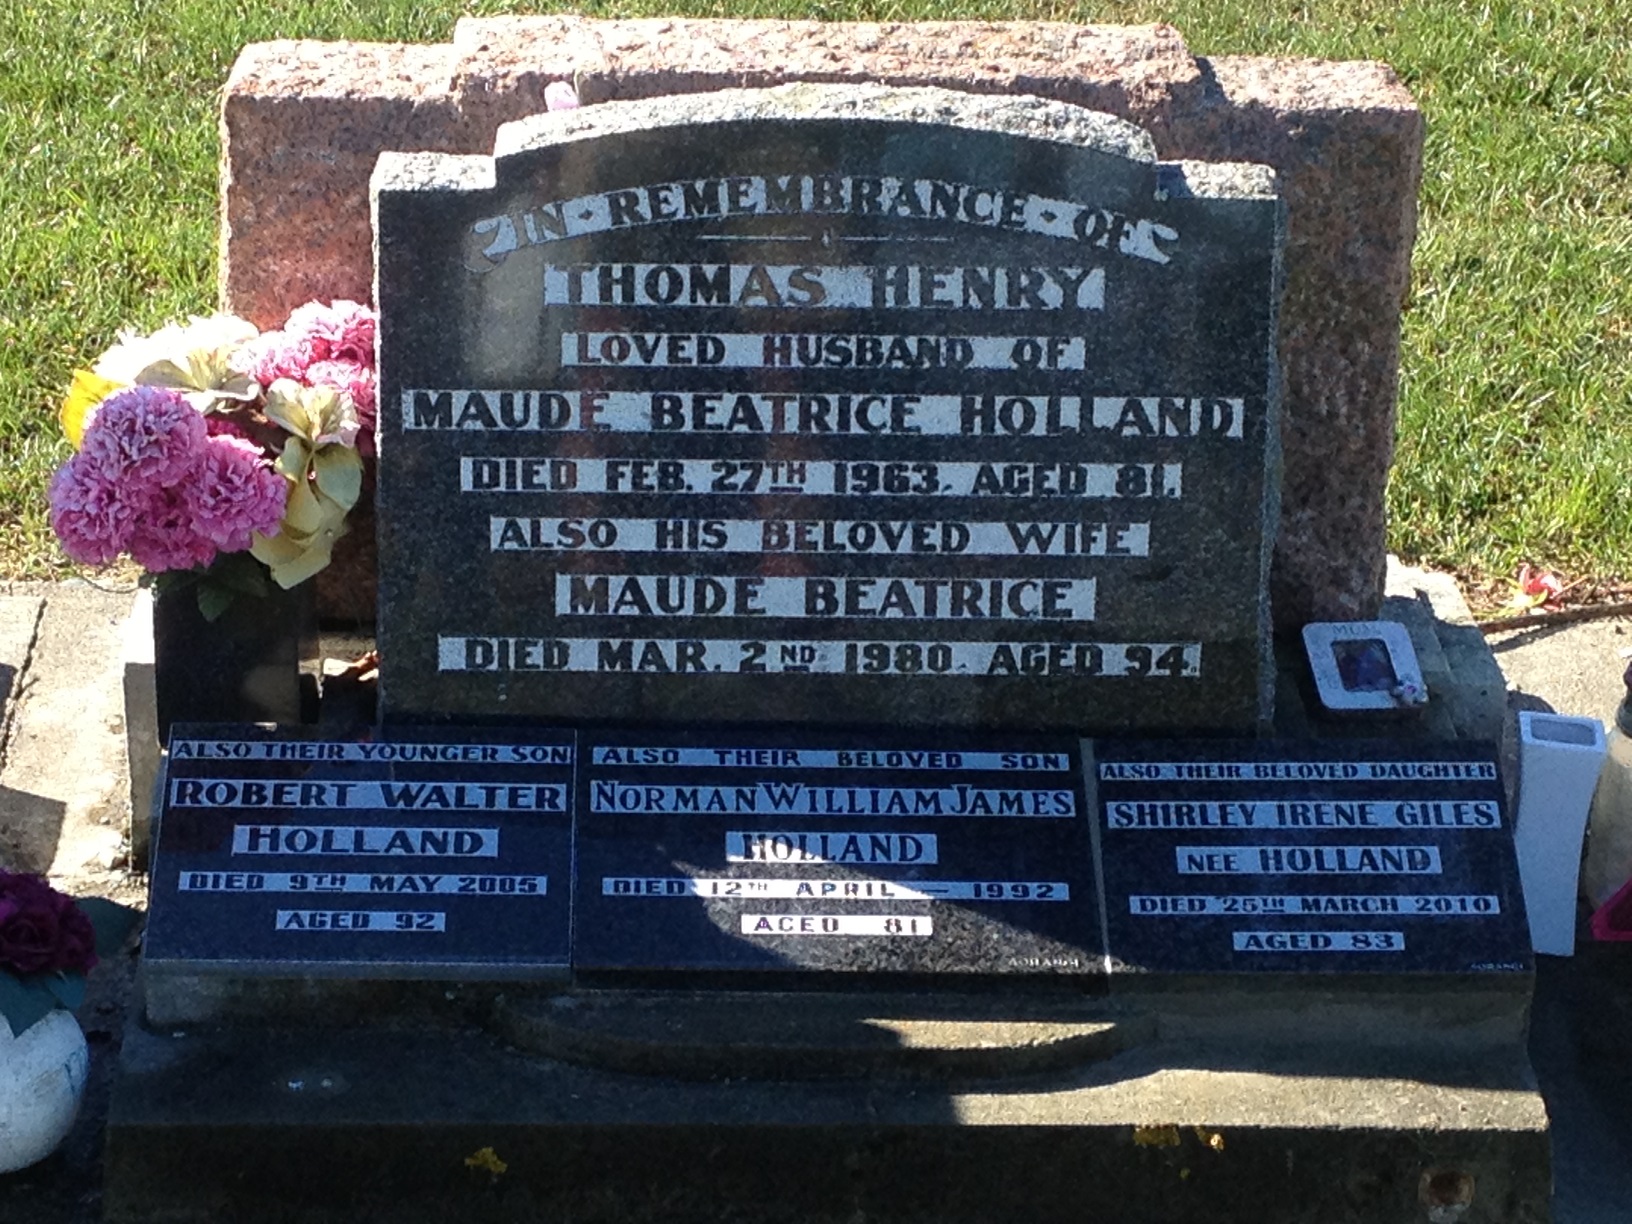 IN · REMEMBRANCE · OF
THOMAS HENRY
LOVED HUSBAND OF
MAUDE BEATRICE HOLLAND
DIED FEB. 27TH 1963. AGED 81.
ALSO HIS BELOVED WIFE
MAUDE BEATRICE
DIED MAR. 2ND 1980. AGED 94.
ALSO THEIR YOUNGER SON
ROBERT WALTER
HOLLAND
DIED 9TH MAY 2005
AGED 92
ALSO THEIR BELOVED SON
NORMAN WILLIAM JAMES
HOLLAND
DIED 12TH APRIL – 1992
AGED 81
AORANGI
ALSO THEIR BELOVED DAUGHTER
SHIRLEY IRENE GILES
NEE HOLLAND
DIED 25TH MARCH 2010
AGED 83
AORANGI
MUM